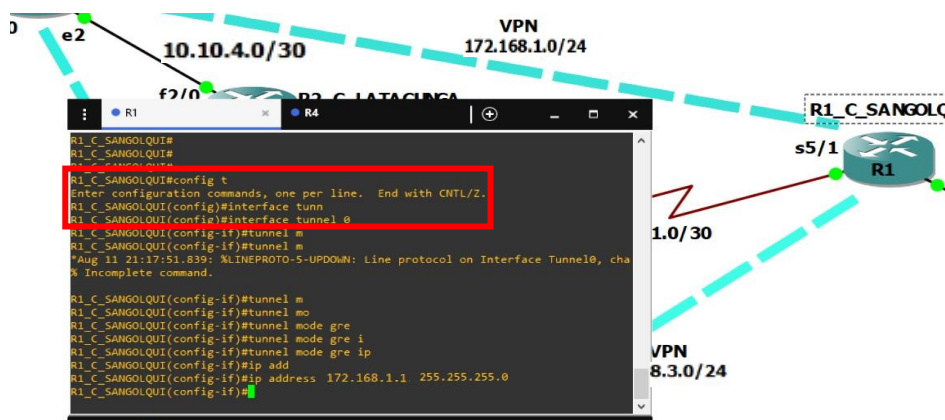 0
e2
10.10.4.0/30
f2/0
VPN
172.168.1.0/24
R1
R4
R1_C_SANGOLQ
s5/1
R1
1.0/30
VPN
8.3.0/24
R1_C_SANGOLQUI#
R1_C_SANGOLQUI#
R1_C_SANGOLQUI#
R1_C_SANGOLQUI#config t
Enter configuration commands, one per line.  End with CNTL/Z.
R1_C_SANGOLQUI(config)#interface tunn
R1_C_SANGOLQUI(config)#interface tunnel 0
R1_C_SANGOLQUI(config-if)#tunnel m
R1_C_SANGOLQUI(config-if)#tunnel m
*Aug 11 21:17:51.839: %LINEPROTO-5-UPDOWN: Line protocol on Interface Tunnel0, cha
% Incomplete command.
R1_C_SANGOLQUI(config-if)#tunnel m
R1_C_SANGOLQUI(config-if)#tunnel mo
R1_C_SANGOLQUI(config-if)#tunnel mode gre
R1_C_SANGOLQUI(config-if)#tunnel mode gre i
R1_C_SANGOLQUI(config-if)#tunnel mode gre ip
R1_C_SANGOLQUI(config-if)#ip add
R1_C_SANGOLQUI(config-if)#ip address 172.168.1.1 255.255.255.0
R1_C_SANGOLQUI(config-if)#